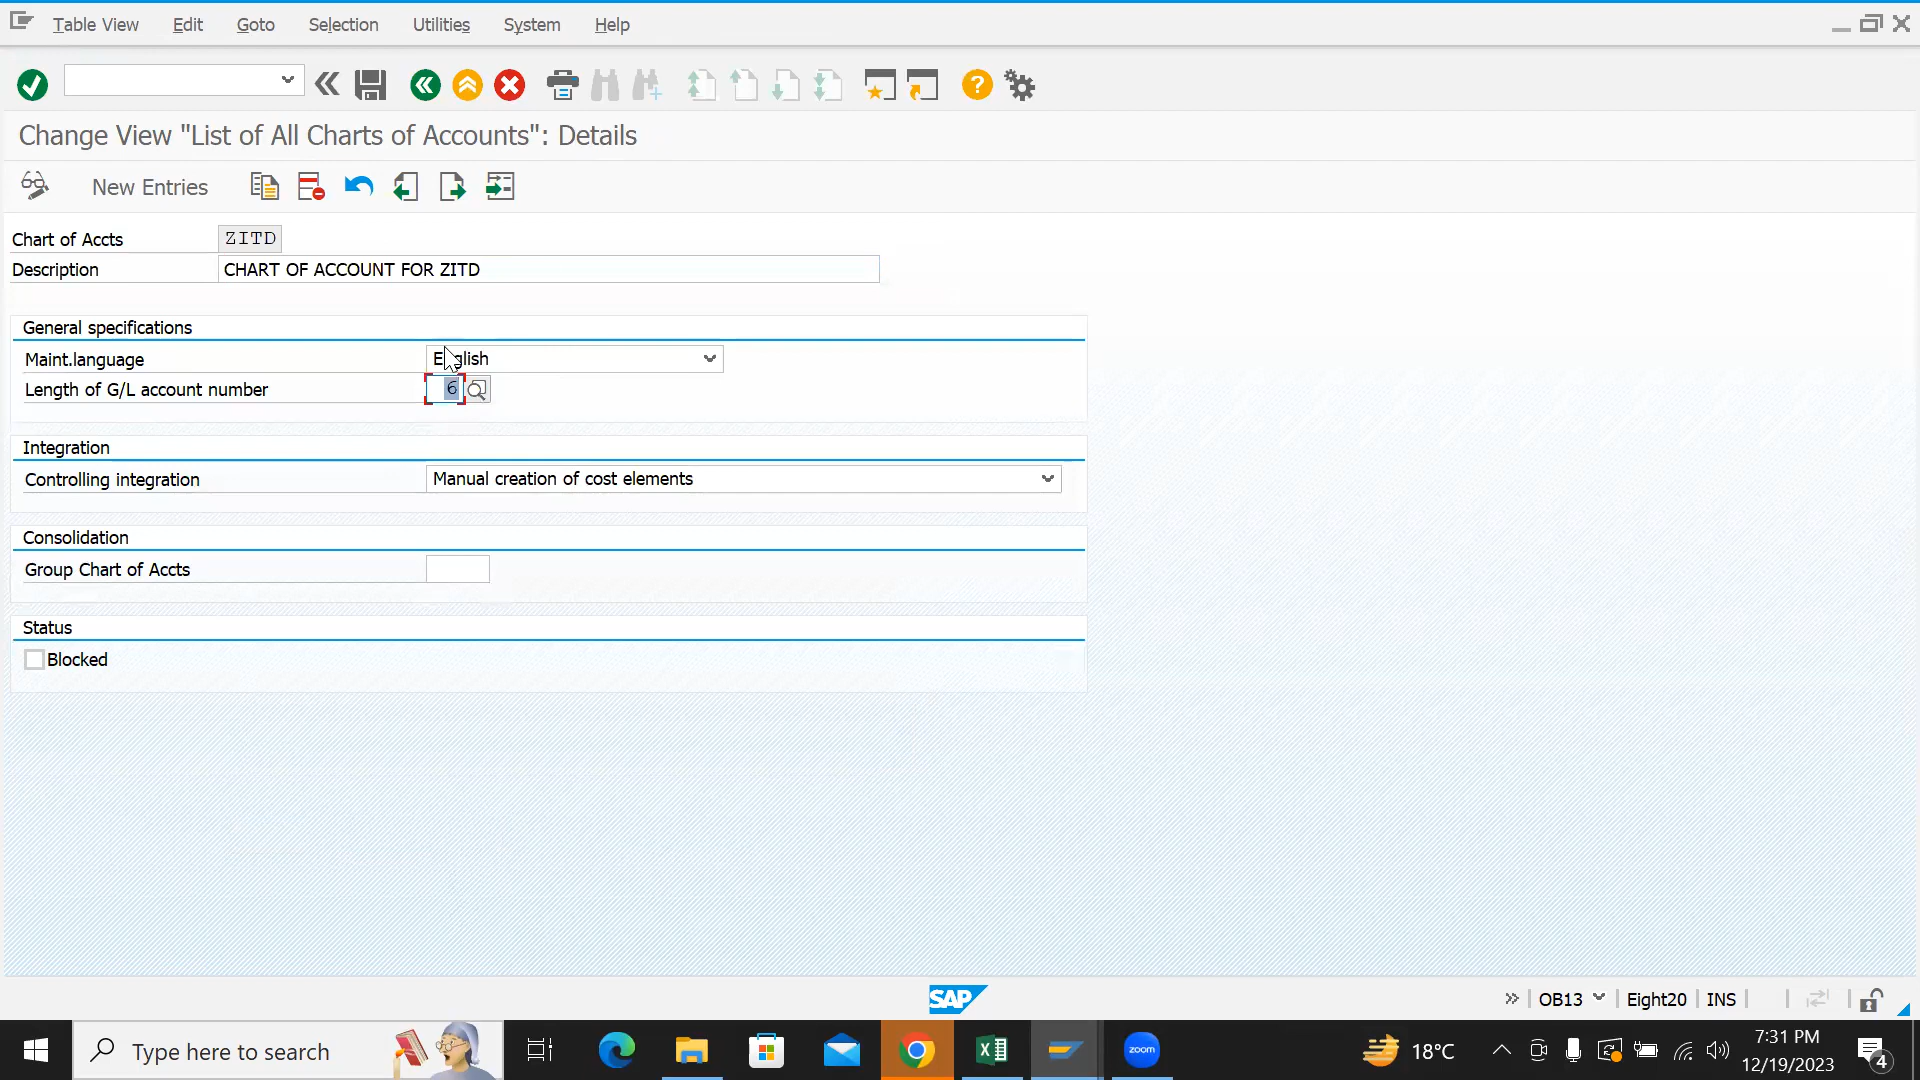 Table View Edit Goto Selection Utilities System Help
Change View "List of All Charts of Accounts": Details
New Entries
Chart of Accts ZITD
Description CHART OF ACCOUNT FOR ZITD
General specifications
Maint.language English
Length of G/L account number 6
Integration
Controlling integration Manual creation of cost elements
Consolidation
Group Chart of Accts
Status
Blocked
SAP OB13 Eight20 INS
Type here to search zoom 18°C 7:31 PM
12/19/2023 4